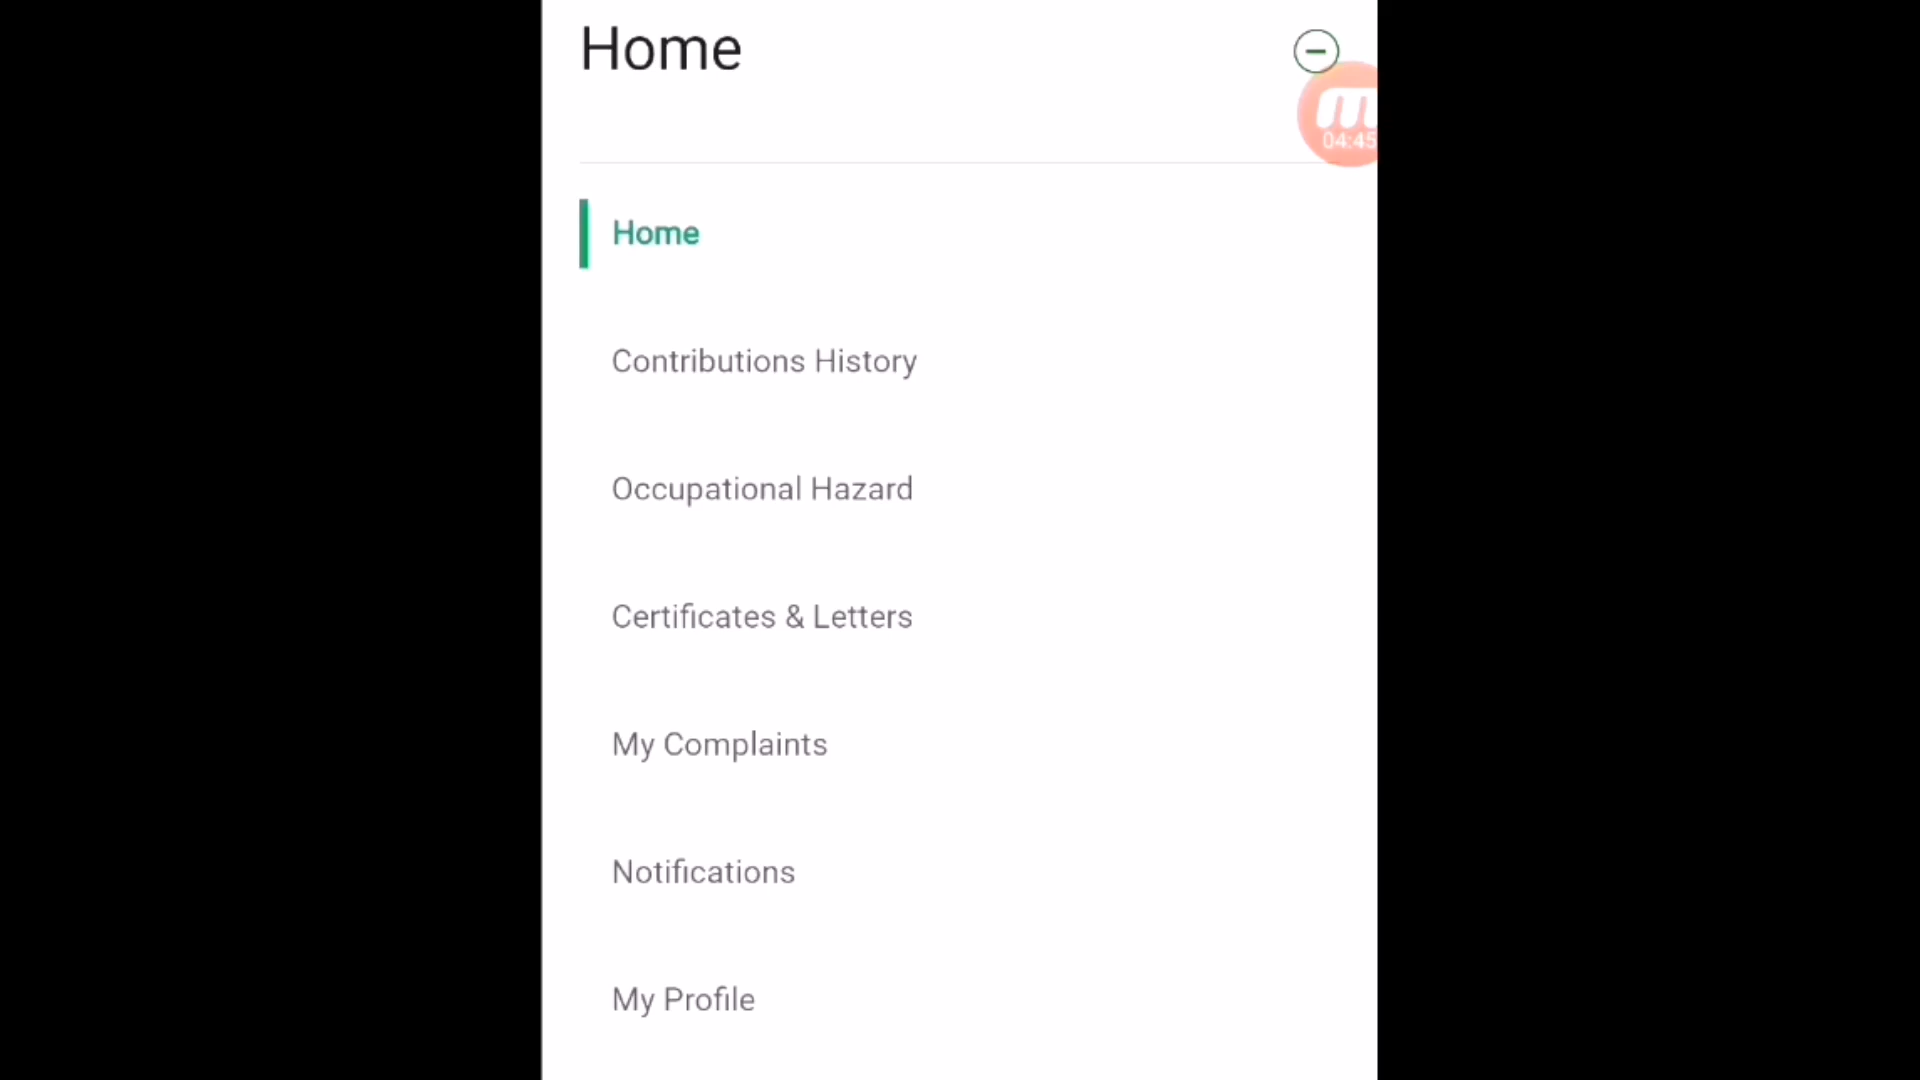 Home
04:45
Home
Contributions History
Occupational Hazard
Certificates & Letters
My Complaints
Notifications
My Profile